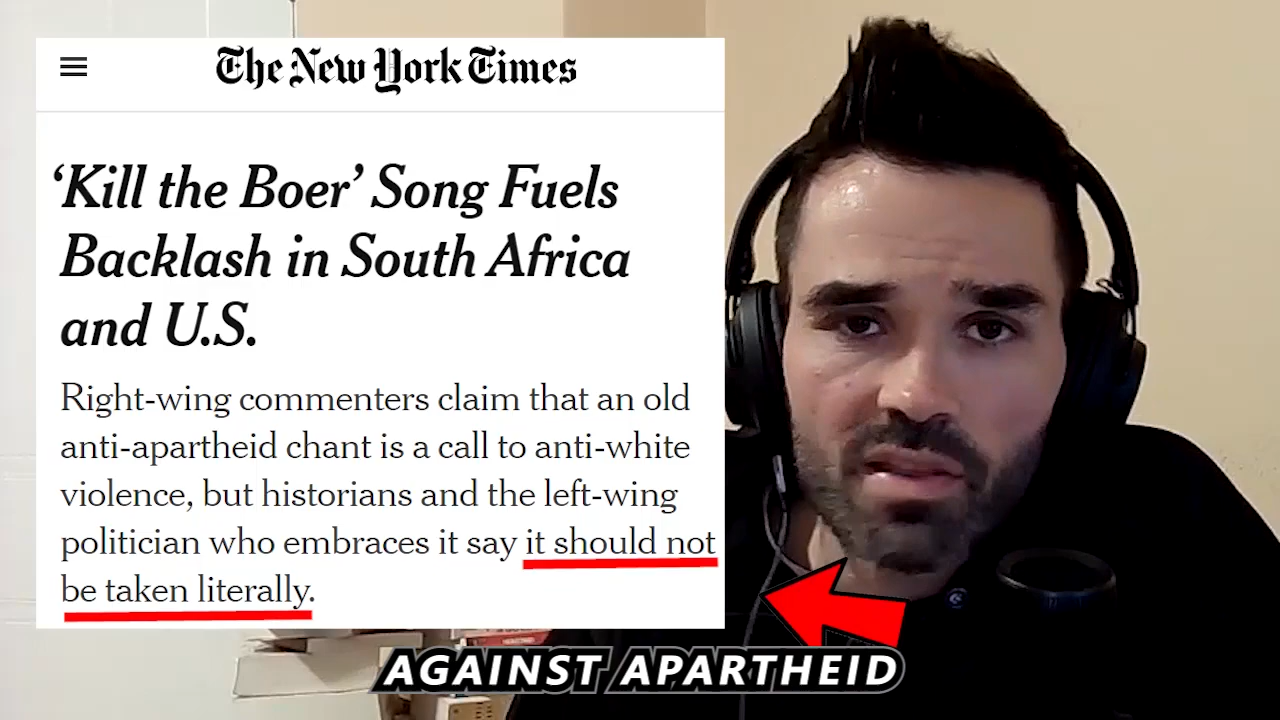 The New York Times
‘Kill the Boer’ Song Fuels
Backlash in South Africa
and U.S.
Right-wing commenters claim that an old
anti-apartheid chant is a call to anti-white
violence, but historians and the left-wing
politician who embraces it say it should not
be taken literally.
AGAINST APARTHEID